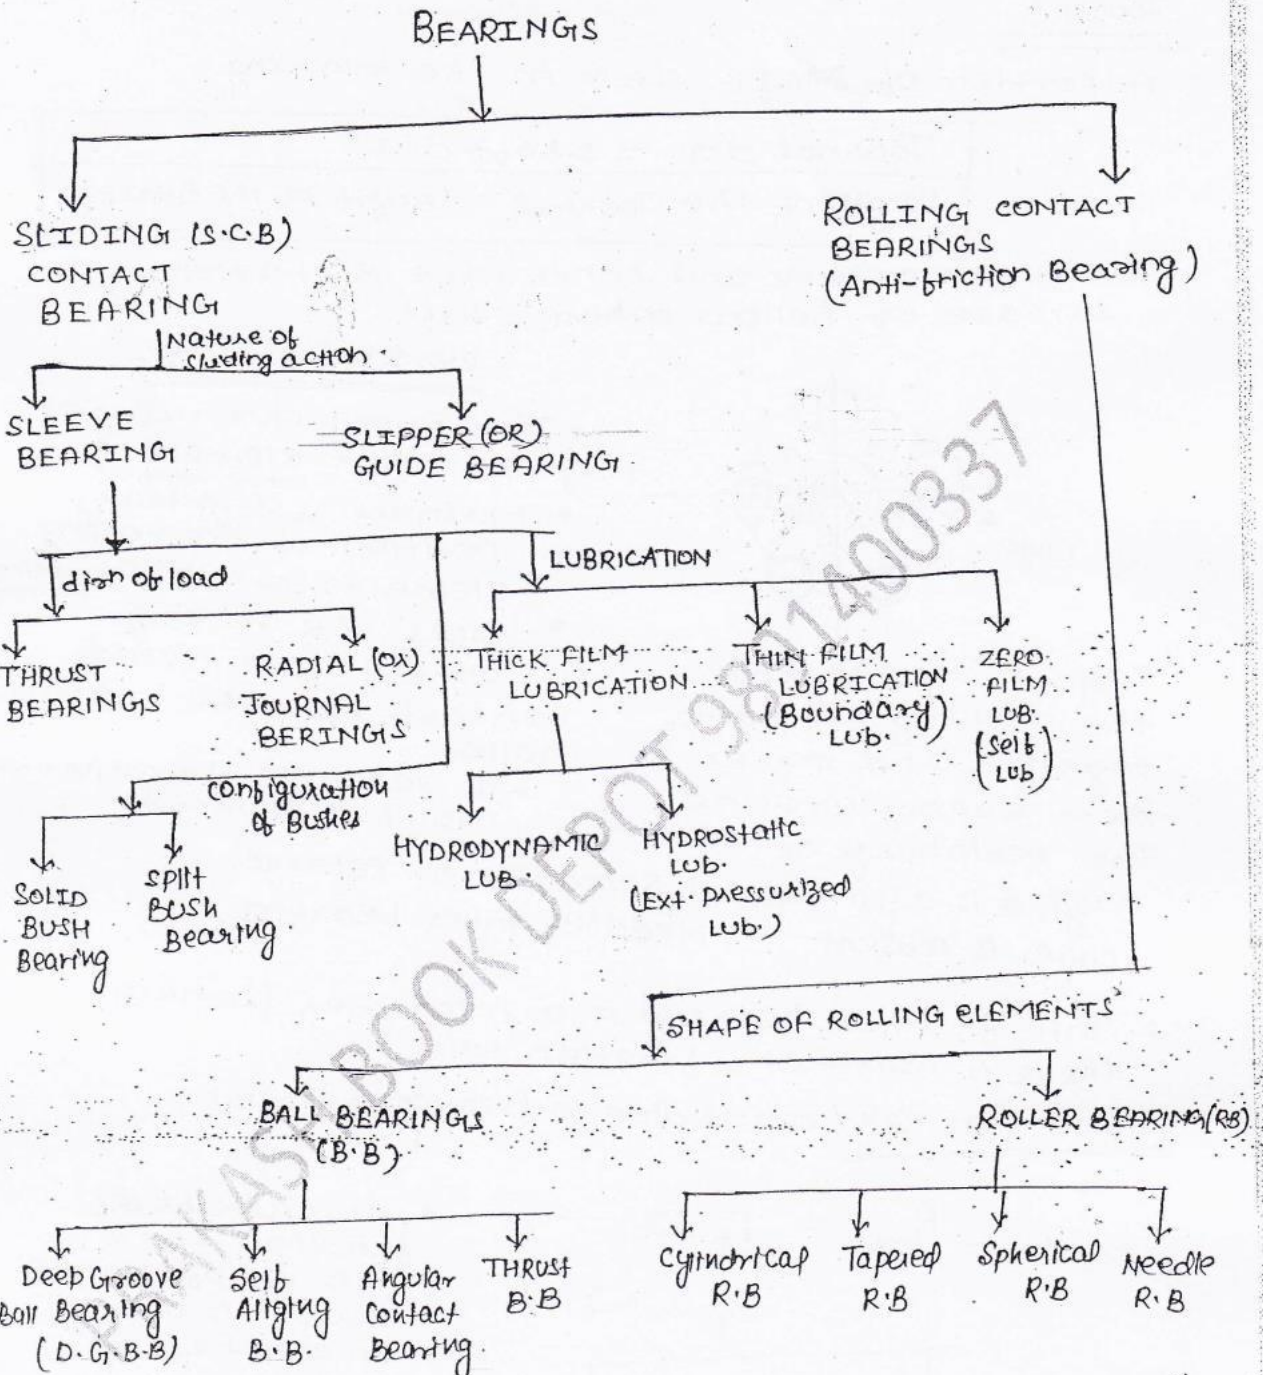 BEARINGS
SLIDING (S.C.B)
CONTACT
BEARING
ROLLING CONTACT
BEARINGS
(Anti-friction Bearing)
Nature of
sliding action.
SLEEVE
BEARING
SLIPPER (OR)
GUIDE BEARING
dirn of load
LUBRICATION
THRUST
BEARINGS
RADIAL (OR)
JOURNAL
BERINGS
THICK FILM
LUBRICATION
THIN FILM
LUBRICATION
(Boundary)
Lub.
ZERO
FILM
LUB.
(Self
Lub)
configuration
of Bushes
SOLID
BUSH
Bearing
Split
BUSH
Bearing.
HYDRODYNAMIC
LUB.
HYDROStatic
LUB.
(Ext. Pressurized
Lub.)
SHAPE OF ROLLING ELEMENTS
BALL BEARINGS
(B.B)
ROLLER BEARING (RB)
Deep Groove
Ball Bearing
(D.G.B.B)
Self
Aliging
B.B.
Angular
Contact
Bearing.
THRUST
B.B
Cylindrical
R.B
Tapered
R.B
Spherical
R.B
Needle
R.B
PRAKASH BOOK DEPOT 9891400337